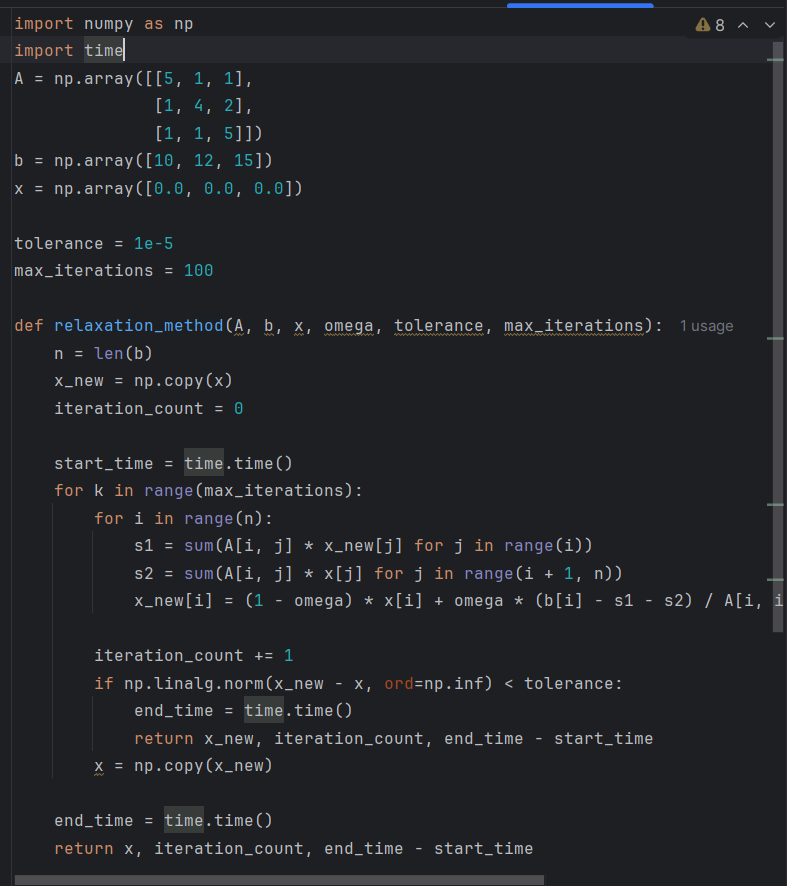 import numpy as np
8
import time
A = np.array([[5, 1, 1],
              [1, 4, 2],
              [1, 1, 5]])
b = np.array([10, 12, 15])
x = np.array([0.0, 0.0, 0.0])
tolerance = 1e-5
max_iterations = 100
def relaxation_method(A, b, x, omega, tolerance, max_iterations): 1 usage
    n = len(b)
    x_new = np.copy(x)
    iteration_count = 0
    start_time = time.time()
    for k in range(max_iterations):
        for i in range(n):
            s1 = sum(A[i, j] * x_new[j] for j in range(i))
            s2 = sum(A[i, j] * x[j] for j in range(i + 1, n))
            x_new[i] = (1 - omega) * x[i] + omega * (b[i] - s1 - s2) / A[i, i
        iteration_count += 1
        if np.linalg.norm(x_new - x, ord=np.inf) < tolerance:
            end_time = time.time()
            return x_new, iteration_count, end_time - start_time
        x = np.copy(x_new)
    end_time = time.time()
    return x, iteration_count, end_time - start_time